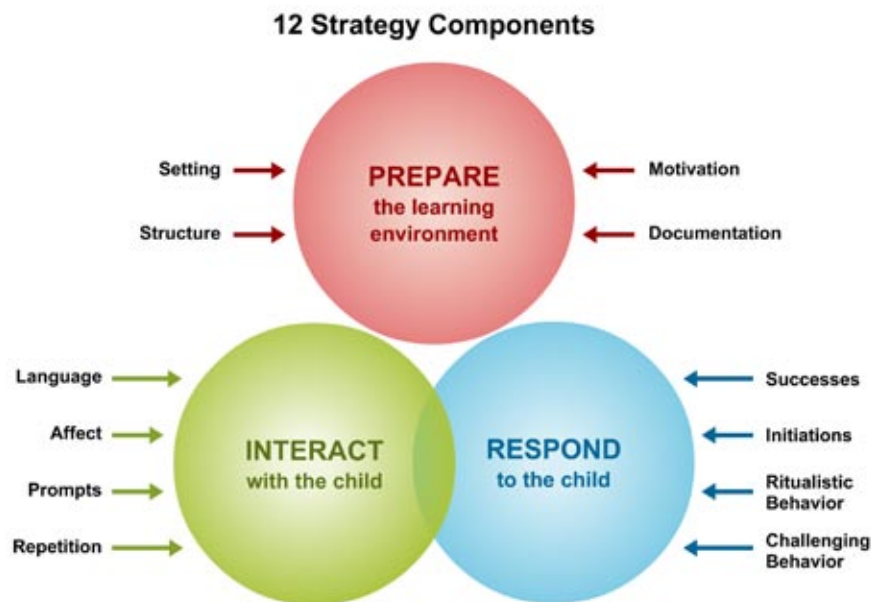 12 Strategy Components
Setting
Structure
PREPARE
the learning
environment
Motivation
Documentation
Language
Affect
Prompts
Repetition
INTERACT
with the child
RESPOND
to the child
Successes
Initiations
Ritualistic
Behavior
Challenging
Behavior